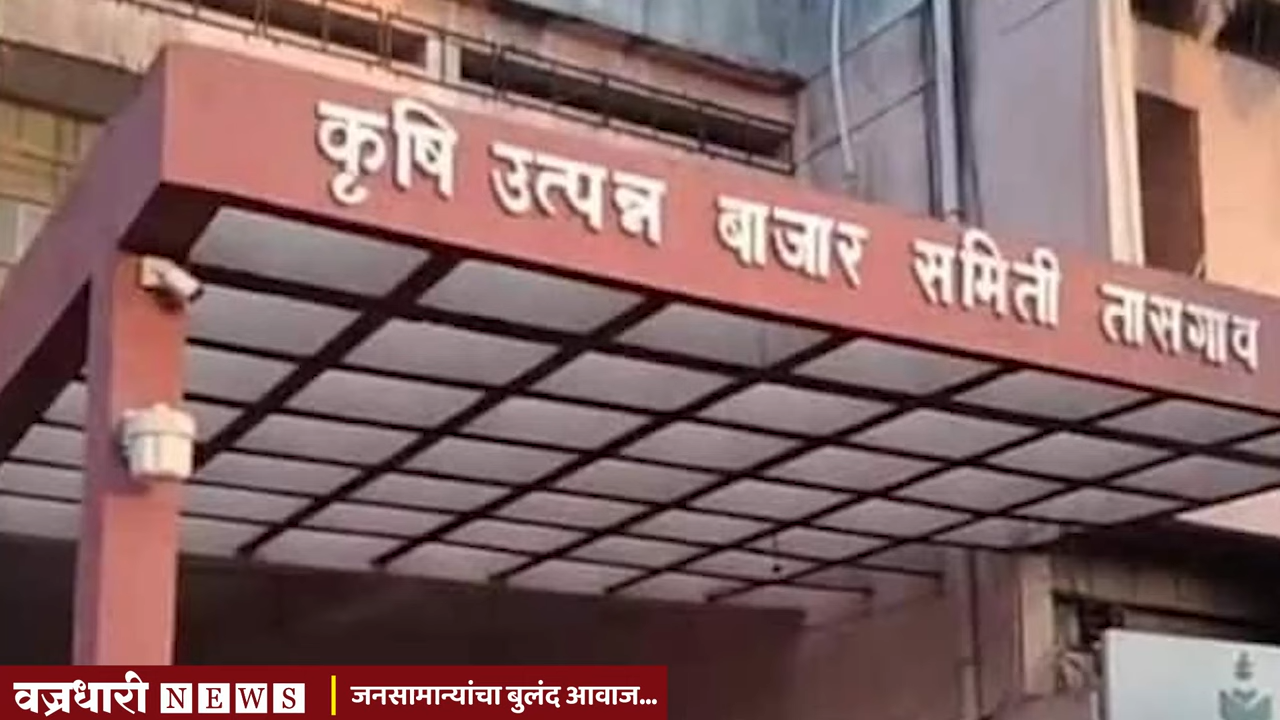 कृषि उत्पन्न बाजार समिती तासगाव
वज्रधारी NEWS | जनसामान्यांचा बुलंद आवाज...